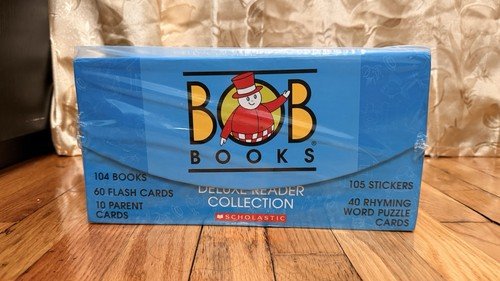 BOB
BOOKS®
DELUXE READER
COLLECTION
SCHOLASTIC
104 BOOKS
60 FLASH CARDS
10 PARENT
CARDS
105 STICKERS
40 RHYMING
WORD PUZZLE
CARDS